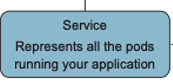 Service
Represents all the pods
running your application